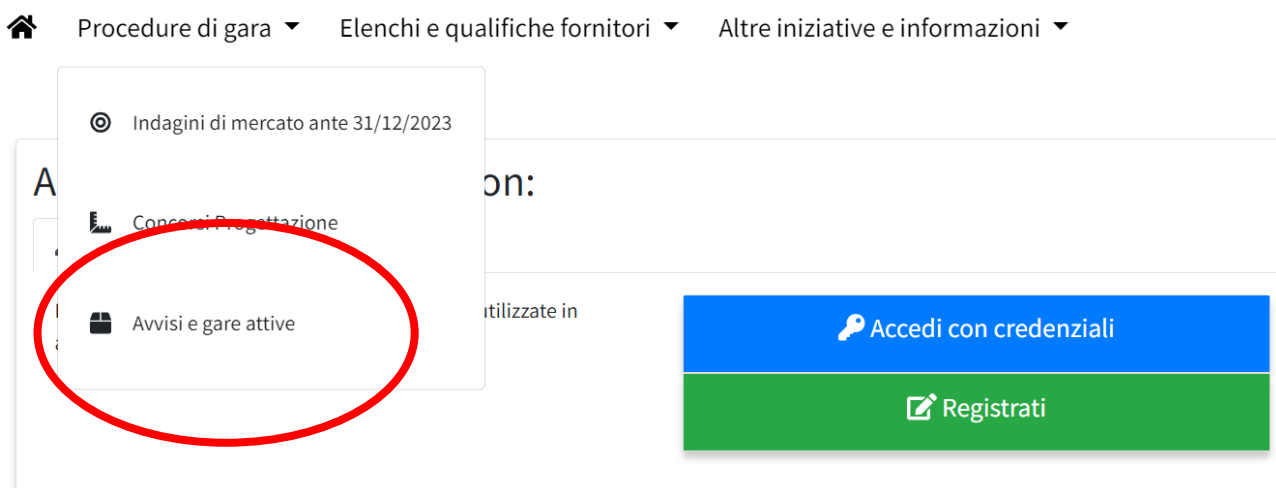 Procedure di gara Elenchi e qualifiche fornitori Altre iniziative e informazioni
Indagini di mercato ante 31/12/2023
A on:
Concorsi Progettazione
utilizzate in
Avvisi e gare attive
Accedi con credenziali
Registrati